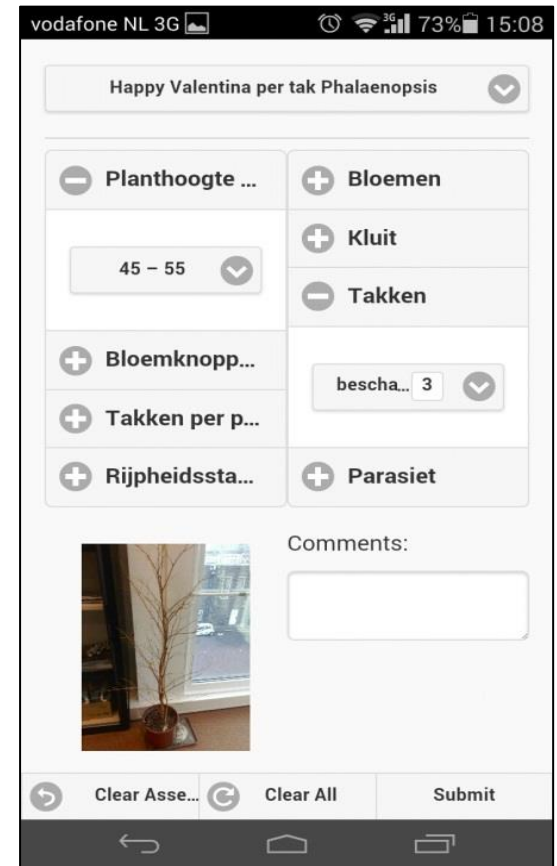 vodafone NL 3G 3G 73% 15:08
Happy Valentina per tak Phalaenopsis
Planthoogte ...
45 – 55
Bloemknopp...
Takken per p...
Rijpheidssta...
Bloemen
Kluit
Takken
bescha... 3
Parasiet
Comments:
Clear Asse... Clear All Submit